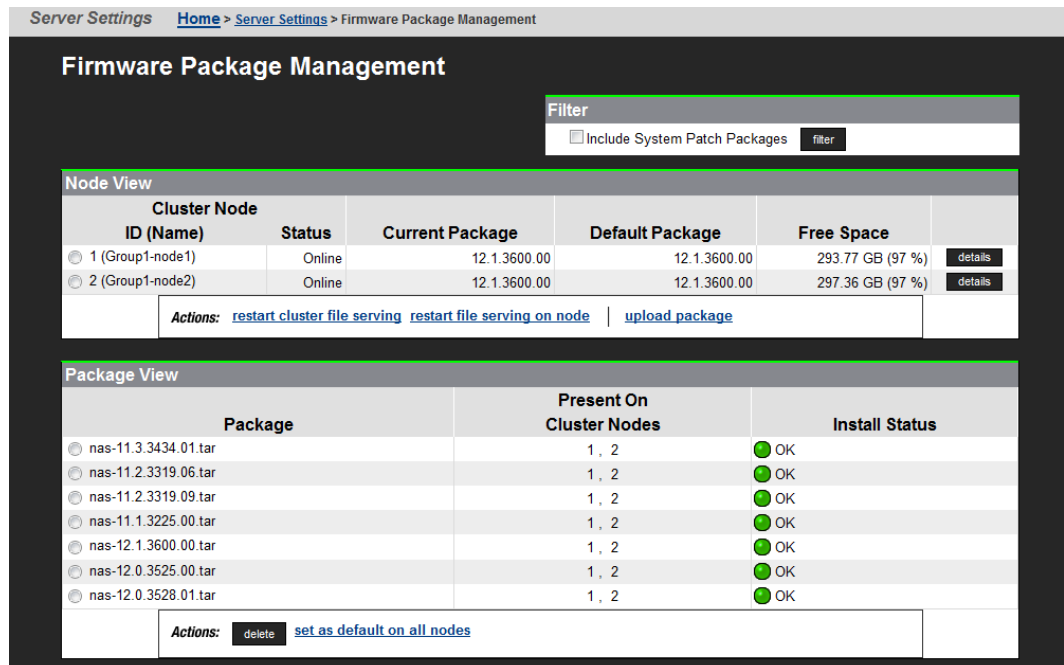 Server Settings Home > Server Settings > Firmware Package Management
Firmware Package Management
Filter
Include System Patch Packages filter
Node View
Cluster Node
ID (Name) Status Current Package Default Package Free Space
1 (Group1-node1) Online 12.1.3600.00 12.1.3600.00 293.77 GB (97 %) details
2 (Group1-node2) Online 12.1.3600.00 12.1.3600.00 297.36 GB (97 %) details
Actions: restart cluster file serving restart file serving on node | upload package
Package View
Present On
Package Cluster Nodes Install Status
nas-11.3.3434.01.tar 1 , 2 OK
nas-11.2.3319.06.tar 1 , 2 OK
nas-11.2.3319.09.tar 1 , 2 OK
nas-11.1.3225.00.tar 1 , 2 OK
nas-12.1.3600.00.tar 1 , 2 OK
nas-12.0.3525.00.tar 1 , 2 OK
nas-12.0.3528.01.tar 1 , 2 OK
Actions: delete set as default on all nodes